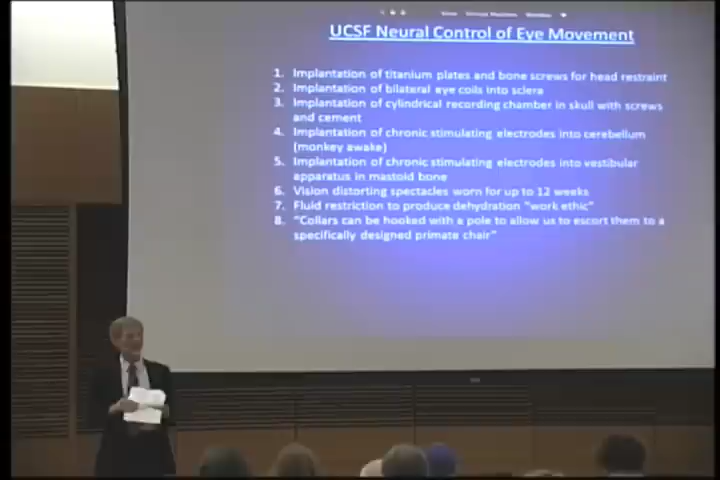 UCSF Neural Control of Eye Movement
1. Implantation of titanium plates and bone screws for head restraint
2. Implantation of bilateral eye coils into sclera
3. Implantation of cylindrical recording chamber in skull with screws
and cement
4. Implantation of chronic stimulating electrodes into cerebellum
(monkey awake)
5. Implantation of chronic stimulating electrodes into vestibular
apparatus in mastoid bone
6. Vision distorting spectacles worn for up to 12 weeks
7. Fluid restriction to produce dehydration "work ethic"
8. "Collars can be hooked with a pole to allow us to escort them to a
specifically designed primate chair"